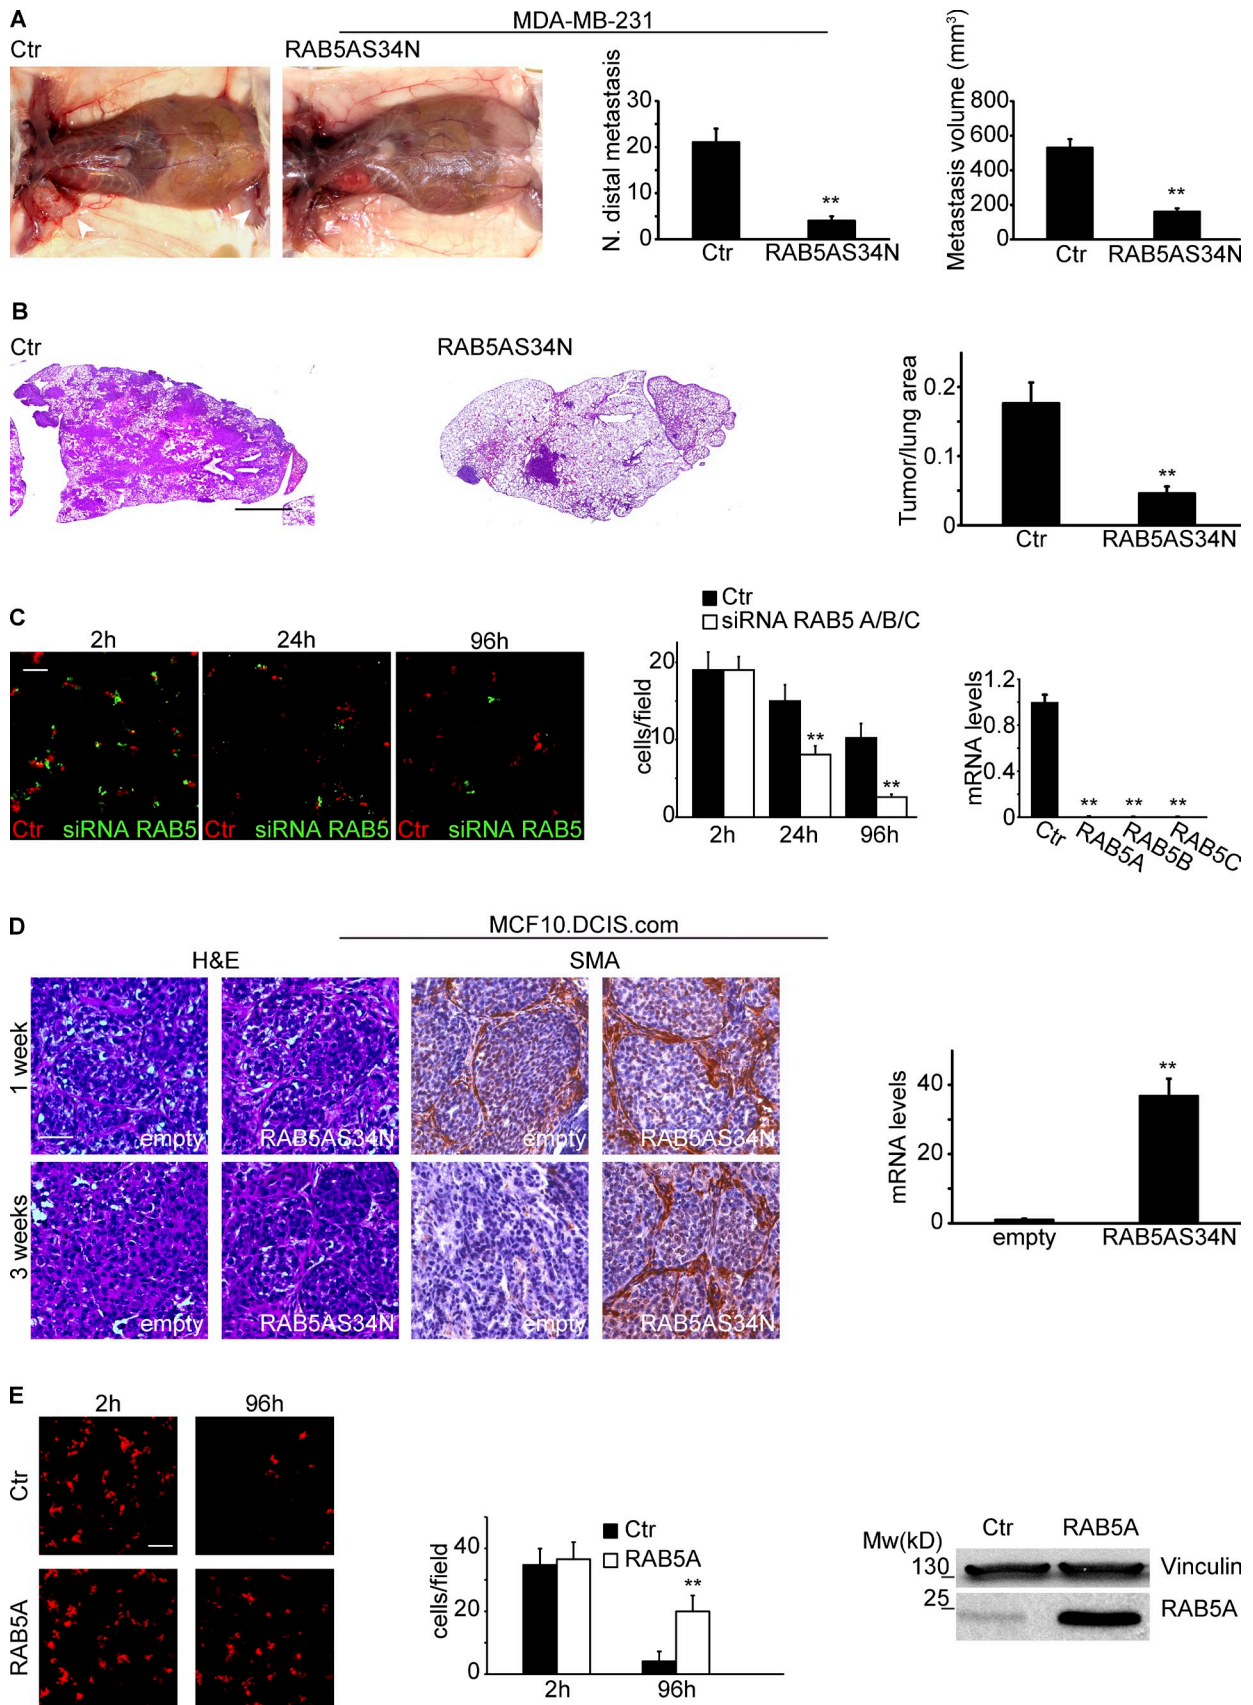 A
MDA-MB-231
Ctr
RAB5AS34N
N. distal metastasis
30
20
10
0
**
Ctr
RAB5AS34N
Metastasis volume (mm³)
800
600
400
200
0
**
Ctr
RAB5AS34N
B
Ctr
RAB5AS34N
Tumor/lung area
0.2
0.1
0
**
Ctr
RAB5AS34N
C
2h
24h
96h
Ctr siRNA RAB5
Ctr siRNA RAB5
Ctr siRNA RAB5
Ctr
siRNA RAB5 A/B/C
cells/field
20
10
0
**
**
2h
24h
96h
mRNA levels
1.2
0.8
0.4
0
** ** **
Ctr
RAB5A
RAB5B
RAB5C
D
MCF10.DCIS.com
H&E
SMA
1 week
empty
RAB5AS34N
empty
RAB5AS34N
3 weeks
empty
RAB5AS34N
empty
RAB5AS34N
mRNA levels
40
20
0
**
empty
RAB5AS34N
E
2h
96h
Ctr
RAB5A
cells/field
40
20
0
Ctr
RAB5A
**
2h
96h
Ctr
RAB5A
Mw(kD)
130
Vinculin
25
RAB5A